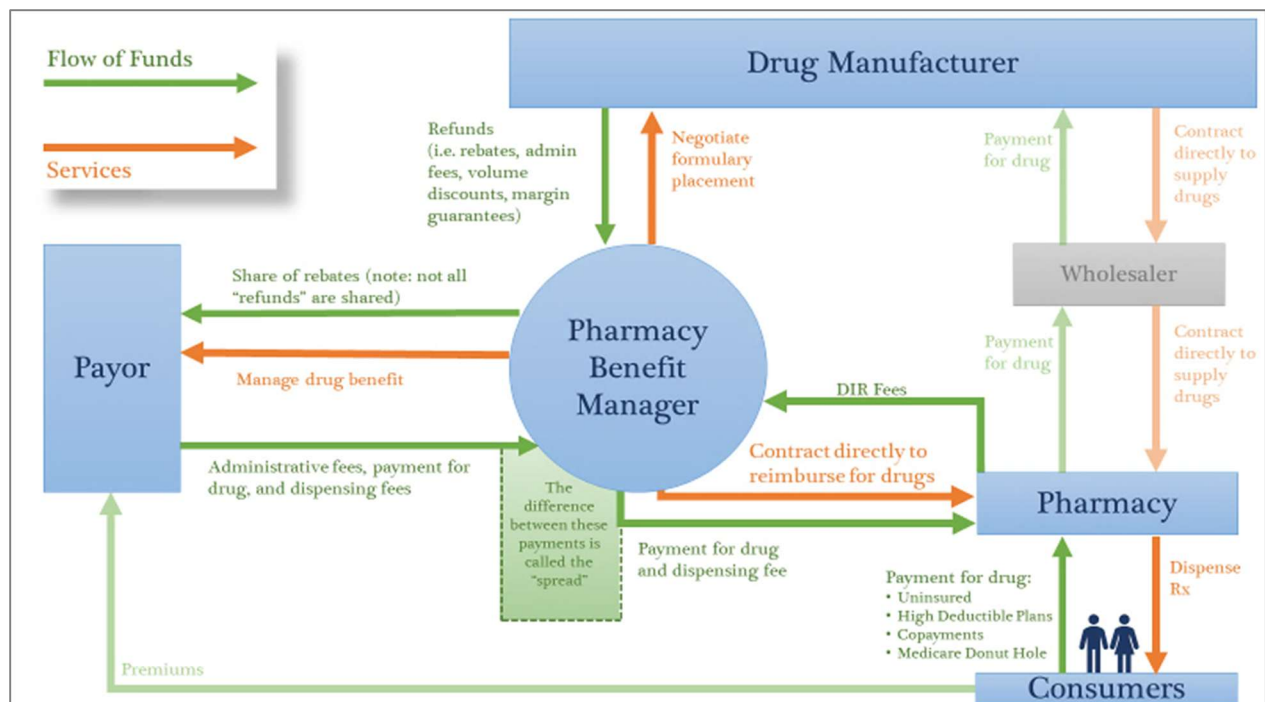 Flow of Funds
Services
Drug Manufacturer
Refunds
(i.e. rebates, admin
fees, volume
discounts, margin
guarantees)
Negotiate
formulary
placement
Payment
for drug
Contract
directly to
supply
drugs
Wholesaler
Payment
for drug
Contract
directly to
supply
drugs
Payor
Share of rebates (note: not all
“refunds” are shared)
Manage drug benefit
Administrative fees, payment for
drug, and dispensing fees
Pharmacy
Benefit
Manager
The
difference
between these
payments is
called the
“spread”
DIR Fees
Contract directly to
reimburse for drugs
Payment for drug
and dispensing fee
Pharmacy
Payment for drug:
• Uninsured
• High Deductible Plans
• Copayments
• Medicare Donut Hole
Dispense
Rx
Premiums
Consumers